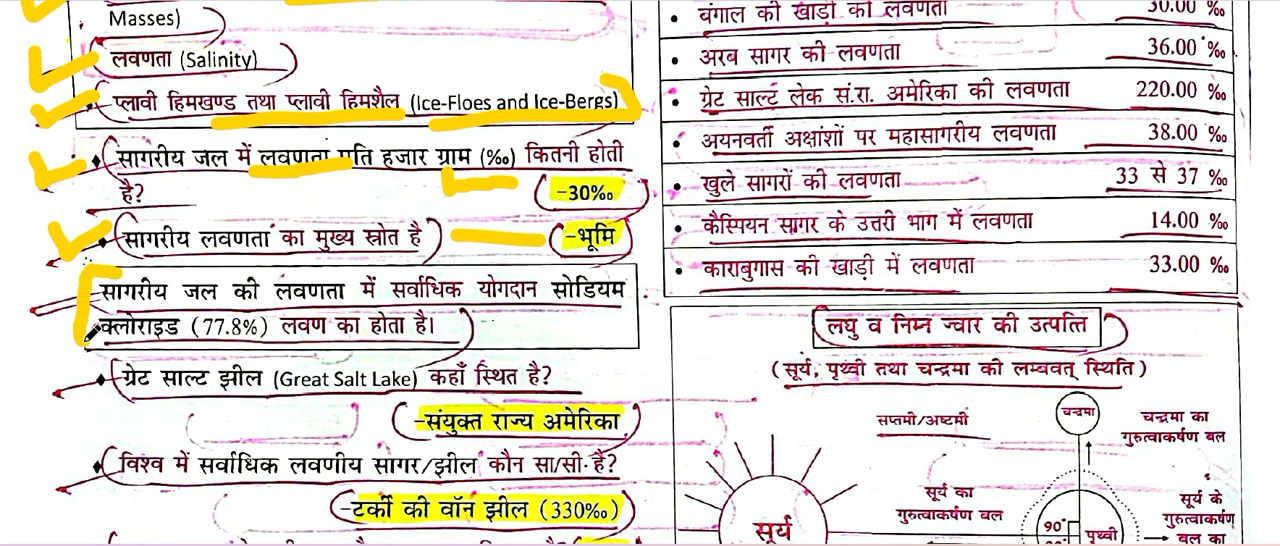 Masses)
लवणता (Salinity)
प्लावी हिमखण्ड तथा प्लावी हिमशैल (Ice-Floes and Ice-Bergs)
सागरीय जल में लवणता प्रति हजार ग्राम (‰) कितनी होती
है?
-30‰
सागरीय लवणता का मुख्य स्रोत है
-भूमि
सागरीय जल की लवणता में सर्वाधिक योगदान सोडियम
क्लोराइड (77.8%) लवण का होता है।
ग्रेट साल्ट झील (Great Salt Lake) कहाँ स्थित है?
-संयुक्त राज्य अमेरिका
विश्व में सर्वाधिक लवणीय सागर/झील कौन सा/सी है?
-टर्की की वॉन झील (330‰)
बंगाल की खाड़ी की लवणता 30.00 ‰
अरब सागर की लवणता 36.00 ‰
ग्रेट साल्ट लेक सं.रा. अमेरिका की लवणता 220.00 ‰
अयनवर्ती अक्षांशों पर महासागरीय लवणता 38.00 ‰
खुले सागरों की लवणता 33 से 37 ‰
कैस्पियन सागर के उत्तरी भाग में लवणता 14.00 ‰
काराबुगास की खाड़ी में लवणता 33.00 ‰
लघु व निम्न ज्वार की उत्पत्ति
(सूर्य, पृथ्वी तथा चन्द्रमा की लम्बवत् स्थिति)
सप्तमी/अष्टमी
चन्द्रमा
चन्द्रमा का
गुरुत्वाकर्षण बल
सूर्य का
गुरुत्वाकर्षण बल
सूर्य के
गुरुत्वाकर्षण
बल का
सूर्य
90°
पृथ्वी